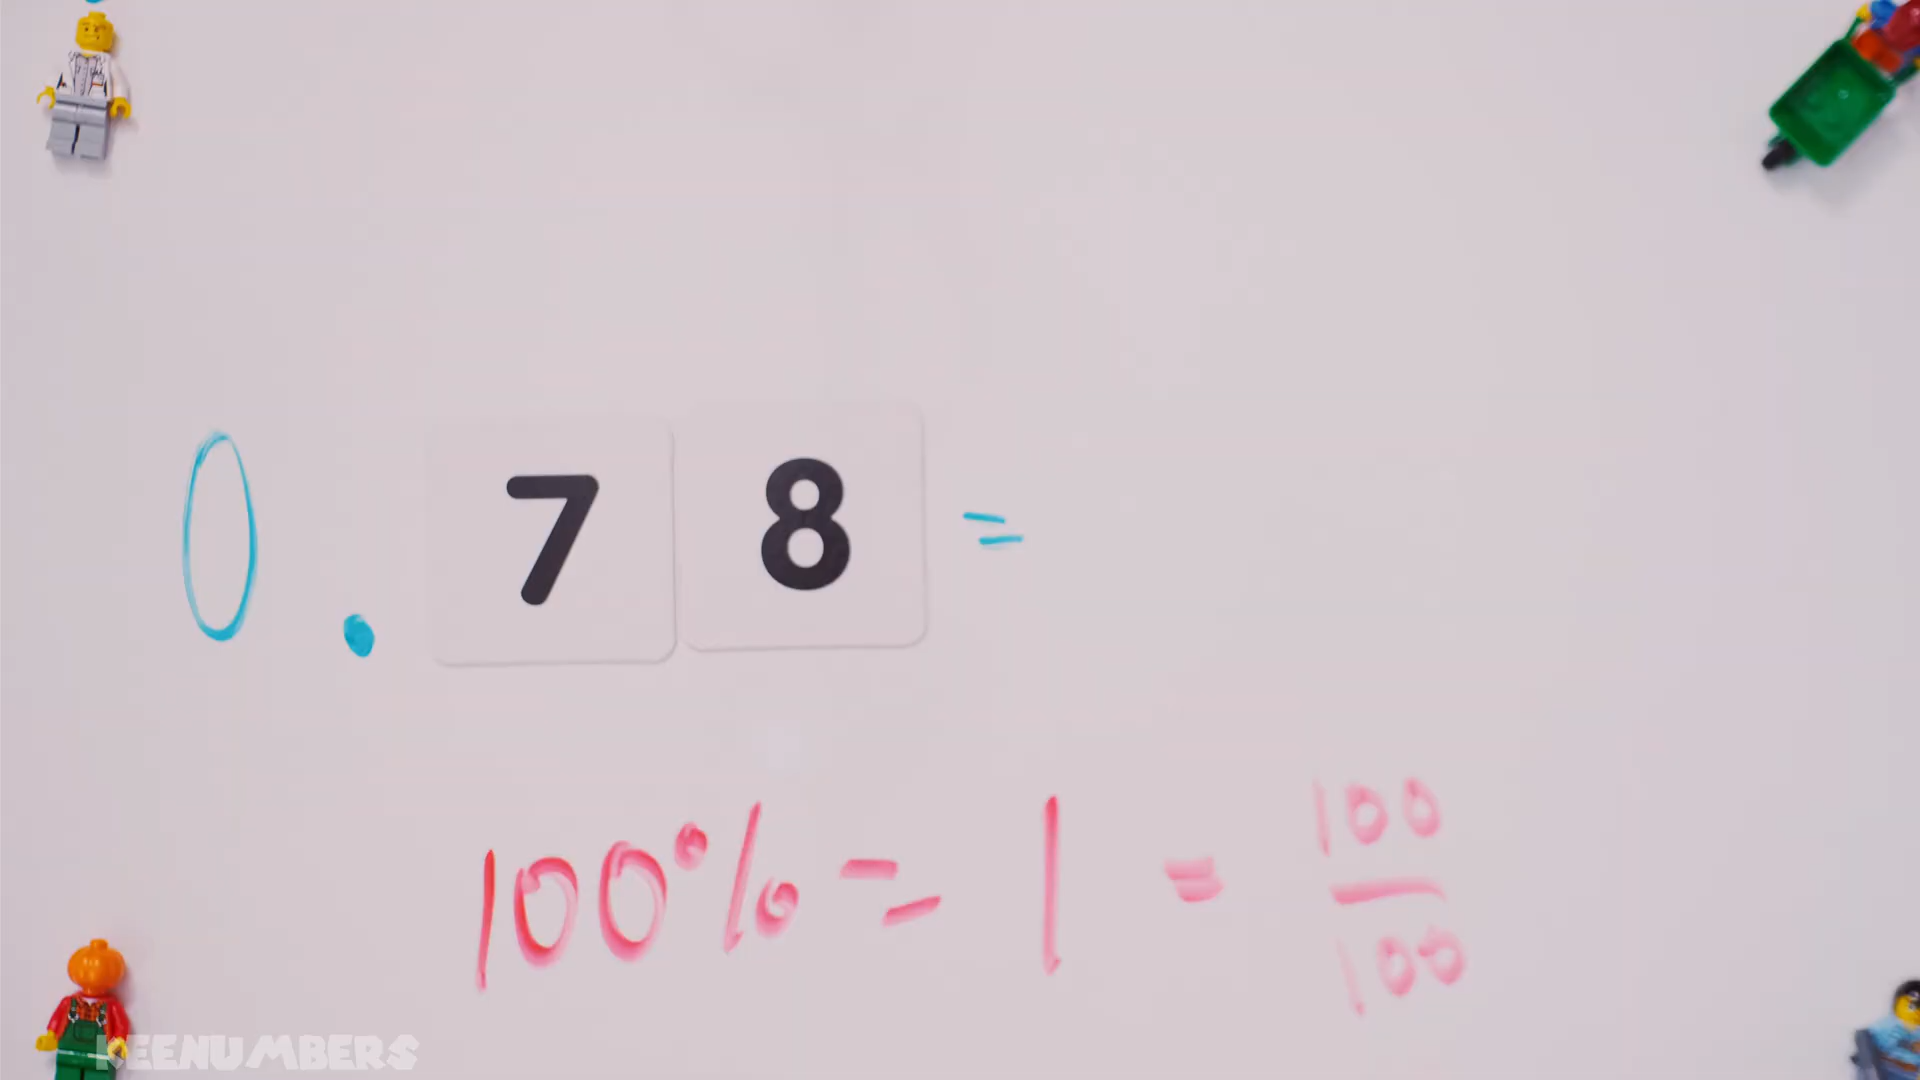 0.78=
100% = 1 = 100/100
KEENUMBERS